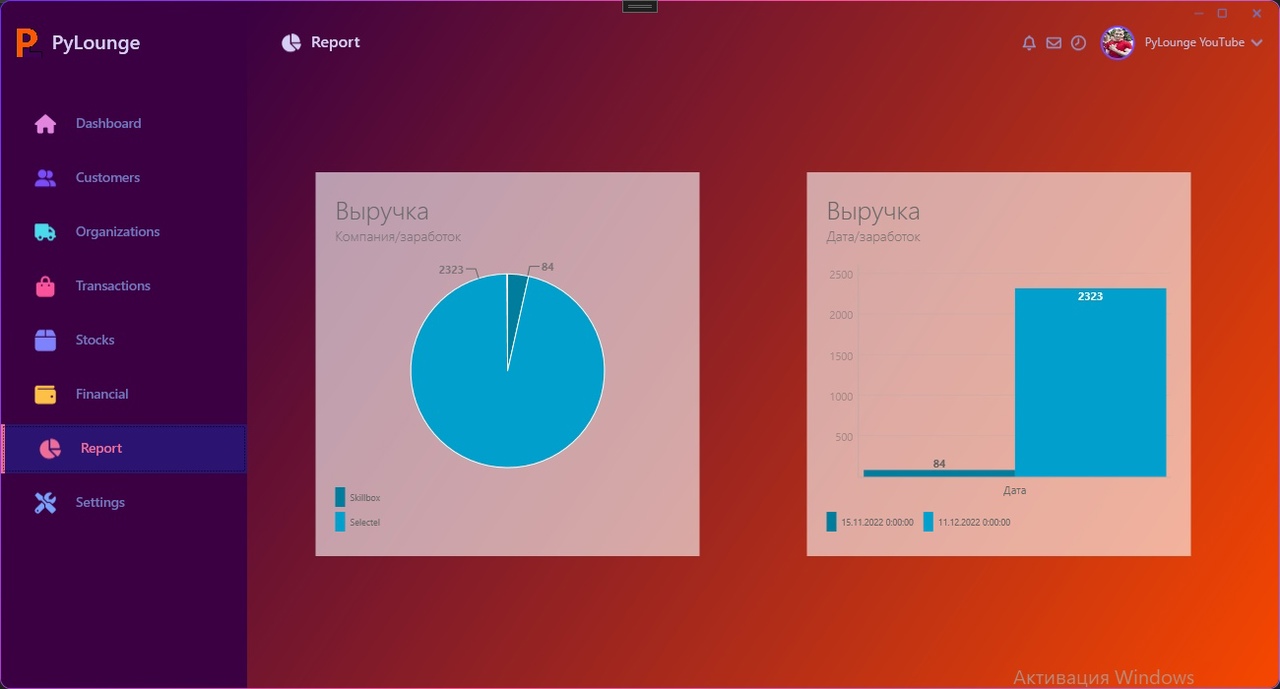 PyLounge
Report
PyLounge YouTube
Dashboard
Customers
Organizations
Transactions
Stocks
Financial
Report
Settings
Выручка
Компания/заработок
2323
84
Skillbox
Selectel
Выручка
Дата/заработок
2500
2000
1500
1000
500
2323
84
Дата
15.11.2022 0:00:00
11.12.2022 0:00:00
Активация Windows